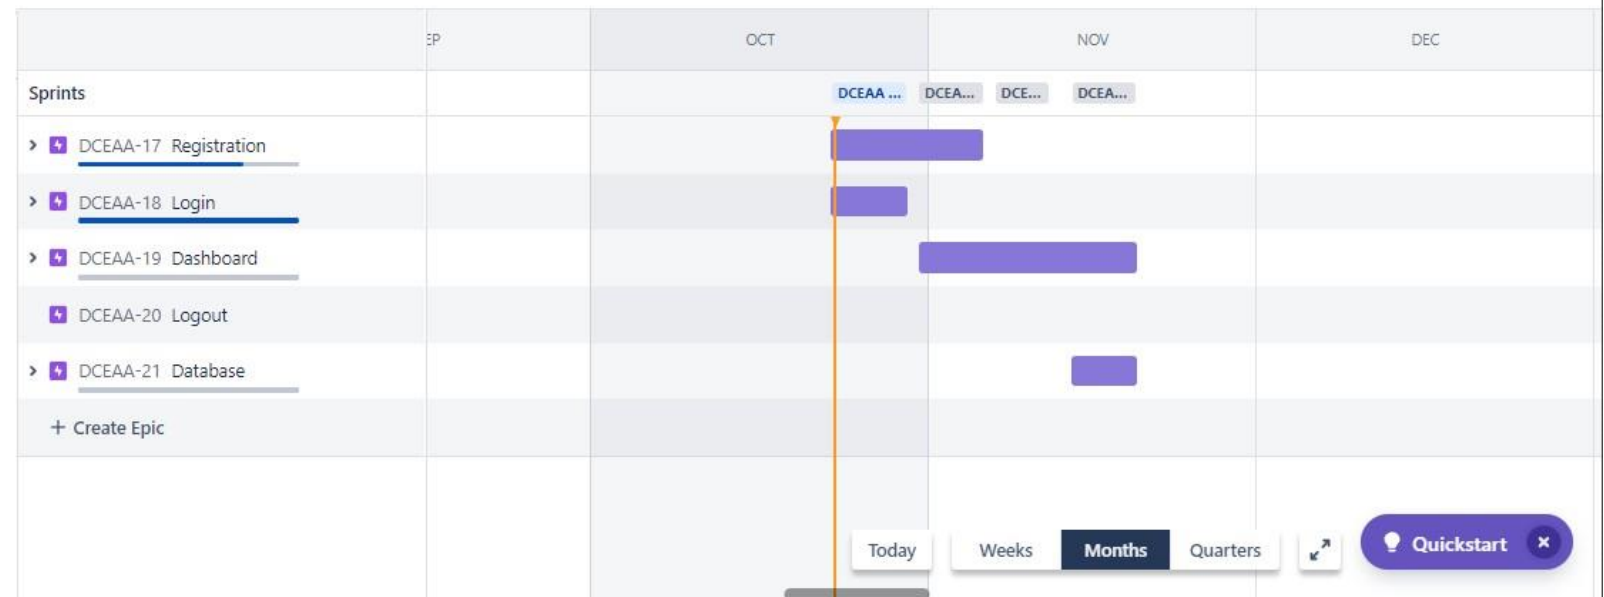 EP OCT NOV DEC
Sprints DCEAA ... DCEA... DCE... DCEA...
DCEAA-17 Registration
DCEAA-18 Login
DCEAA-19 Dashboard
DCEAA-20 Logout
DCEAA-21 Database
+ Create Epic
Today Weeks Months Quarters Quickstart